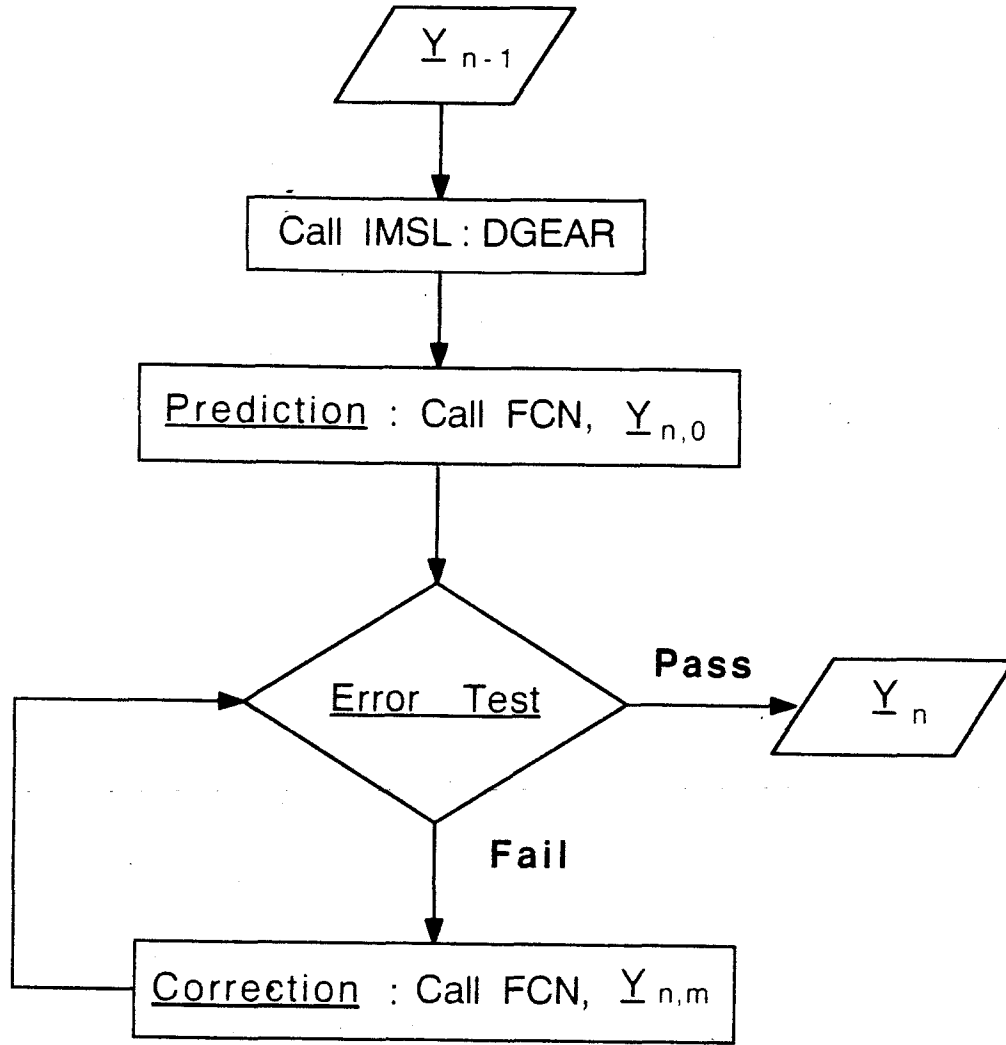 Y n-1
Call IMSL : DGEAR
Prediction : Call FCN, Y n,0
Error Test
Pass
Y n
Fail
Correction : Call FCN, Y n,m